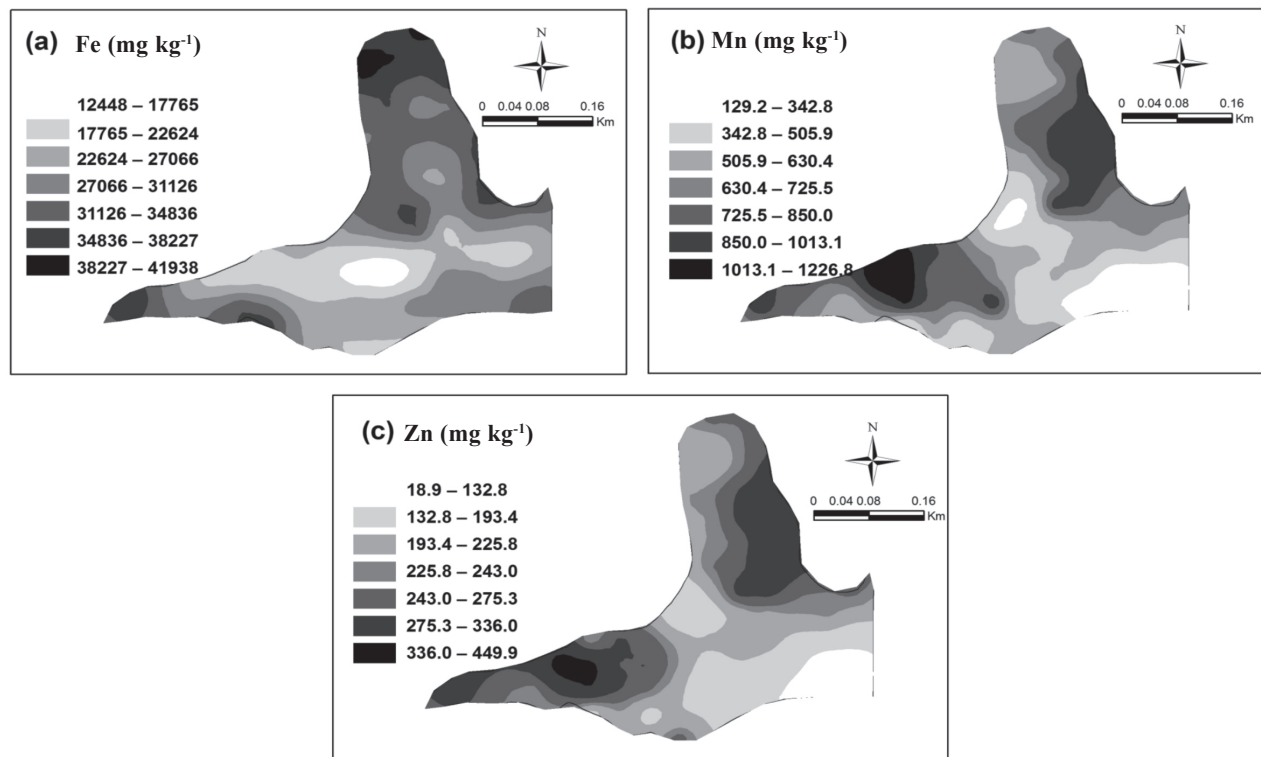 (a) Fe (mg kg⁻¹)
N
0 0.04 0.08 0.16
Km
12448 – 17765
17765 – 22624
22624 – 27066
27066 – 31126
31126 – 34836
34836 – 38227
38227 – 41938
(b) Mn (mg kg⁻¹)
N
0 0.04 0.08 0.16
Km
129.2 – 342.8
342.8 – 505.9
505.9 – 630.4
630.4 – 725.5
725.5 – 850.0
850.0 – 1013.1
1013.1 – 1226.8
(c) Zn (mg kg⁻¹)
N
0 0.04 0.08 0.16
Km
18.9 – 132.8
132.8 – 193.4
193.4 – 225.8
225.8 – 243.0
243.0 – 275.3
275.3 – 336.0
336.0 – 449.9